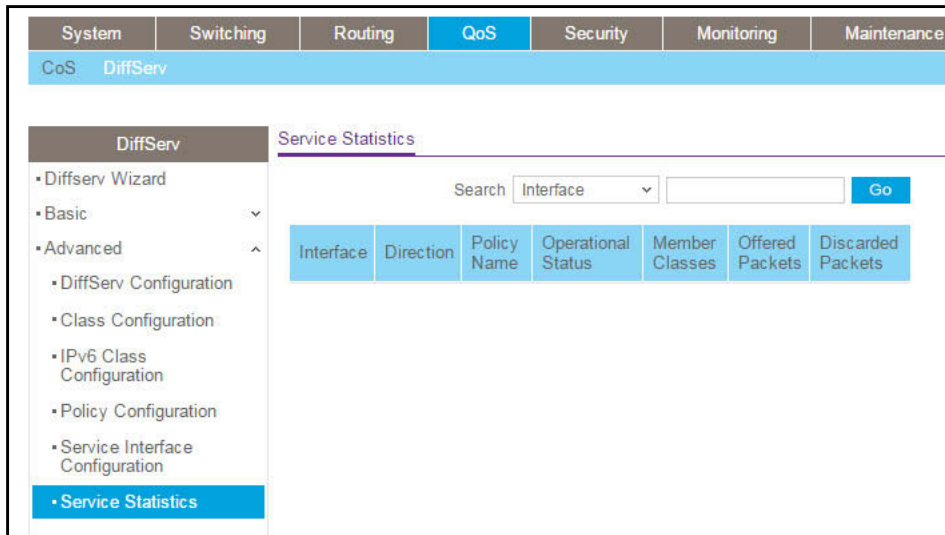 System Switching Routing QoS Security Monitoring Maintenance
CoS DiffServ
DiffServ
Diffserv Wizard
Basic
Advanced
DiffServ Configuration
Class Configuration
IPv6 Class
Configuration
Policy Configuration
Service Interface
Configuration
Service Statistics
Service Statistics
Search Interface Go
Interface Direction Policy Name Operational Status Member Classes Offered Packets Discarded Packets